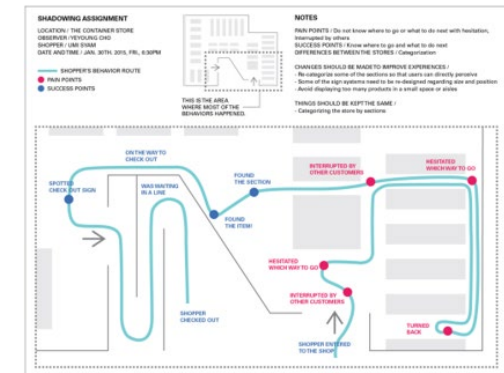 SHADOWING ASSIGNMENT
LOCATION / THE CONTAINER STORE
OBSERVER / YEYOUNG CHO
SHOPPER / UMI SYAM
DATE AND TIME / JAN. 30TH. 2015, FRI, 6:30PM
SHOPPER'S BEHAVIOR ROUTE
PAIN POINTS
SUCCESS POINTS
THIS IS THE AREA
WHERE MOST OF THE
BEHAVIORS HAPPENED.
NOTES
PAIN POINTS / Do not know where to go or what to do next with hesitation,
Interrupted by others
SUCCESS POINTS / Know where to go and what to do next
DIFFERENCES BETWEEN THE STORES / Categorization
CHANGES SHOULD BE MADE TO IMPROVE EXPERIENCES /
- Re-categorize some of the sections so that users can directly perceive
- Some of the sign systems need to be re-designed regarding size and position
- Avoid displaying too many products in a small space or sizes
THINGS SHOULD BE KEPT THE SAME /
- Categorizing the store by sections
ON THE WAY TO
CHECK OUT
SPOTTED
CHECK OUT SIGN
WAS WAITING
IN A LINE
FOUND
THE SECTION
FOUND
THE ITEM!
INTERRUPTED BY
OTHER CUSTOMERS
HESITATED
WHICH WAY TO GO
HESITATED
WHICH WAY TO GO
INTERRUPTED BY
OTHER CUSTOMERS
SHOPPER
CHECKED OUT
TURNED
BACK
SHOPPER ENTERED
TO THE SHOP